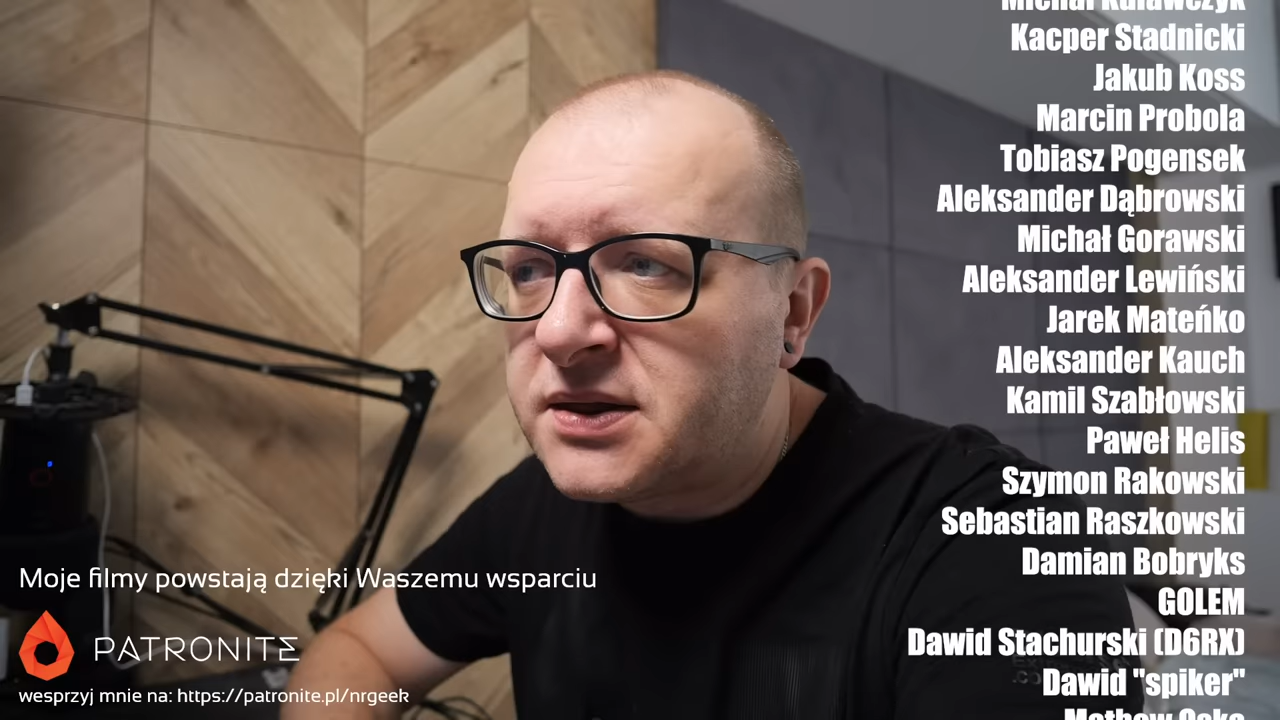 Michał Kuławczyk
Kacper Stadnicki
Jakub Koss
Marcin Probola
Tobiasz Pogensek
Aleksander Dąbrowski
Michał Gorawski
Aleksander Lewiński
Jarek Mateńko
Aleksander Kauch
Kamil Szabłowski
Paweł Helis
Szymon Rakowski
Sebastian Raszkowski
Damian Bobryks
GOLEM
Dawid Stachurski (D6RX)
Dawid "spiker"
Moje filmy powstają dzięki Waszemu wsparciu
PATRONITE
wesprzyj mnie na: https://patronite.pl/nrgeek